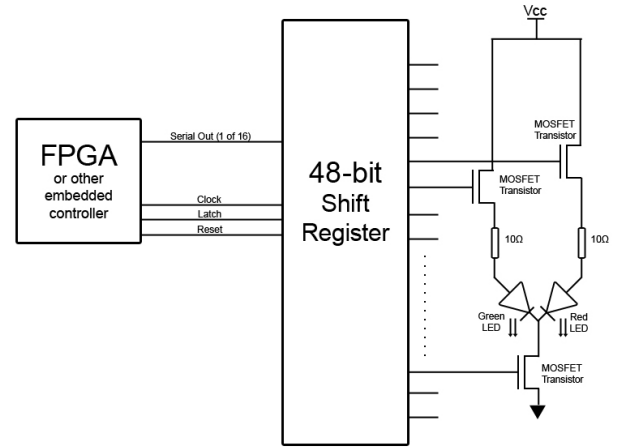 Vcc
MOSFET
Transistor
Serial Out (1 of 16)
FPGA
or other
embedded
controller
48-bit
Shift
Register
MOSFET
Transistor
Clock
Latch
Reset
10Ω
10Ω
Green
LED
Red
LED
MOSFET
Transistor